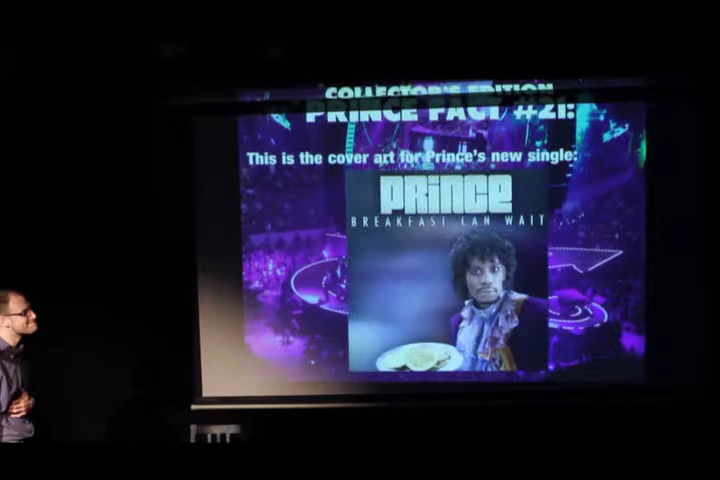 COLLECTOR'S EDITION
PRINCE FACT #21:
This is the cover art for Prince's new single:
PRINCE
BREAKFAST CAN WAIT